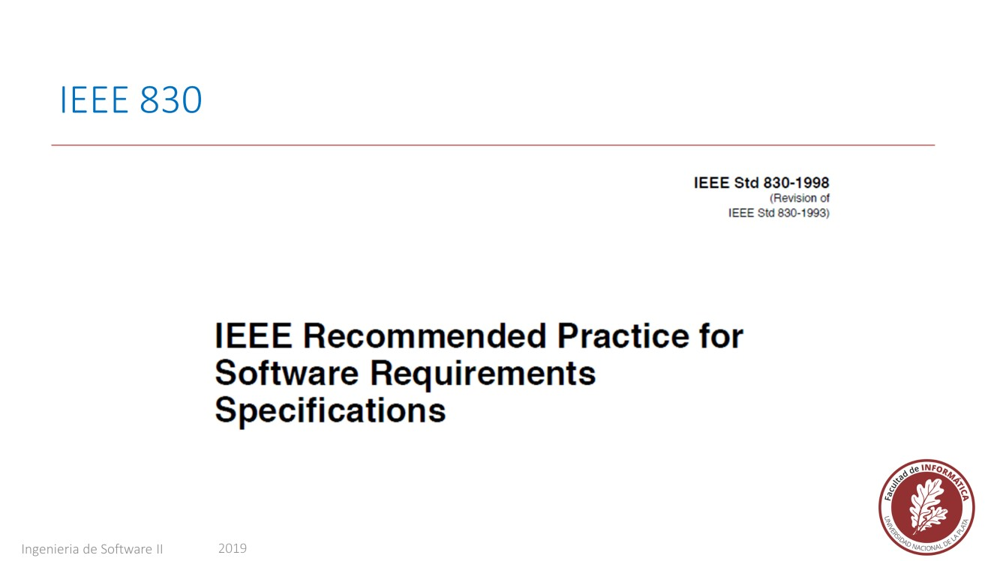 IEEE 830
IEEE Std 830-1998
(Revision of
IEEE Std 830-1993)
IEEE Recommended Practice for
Software Requirements
Specifications
Facultad de INFORMÁTICA
UNIVERSIDAD NACIONAL DE LA PLATA
Ingenieria de Software II
2019